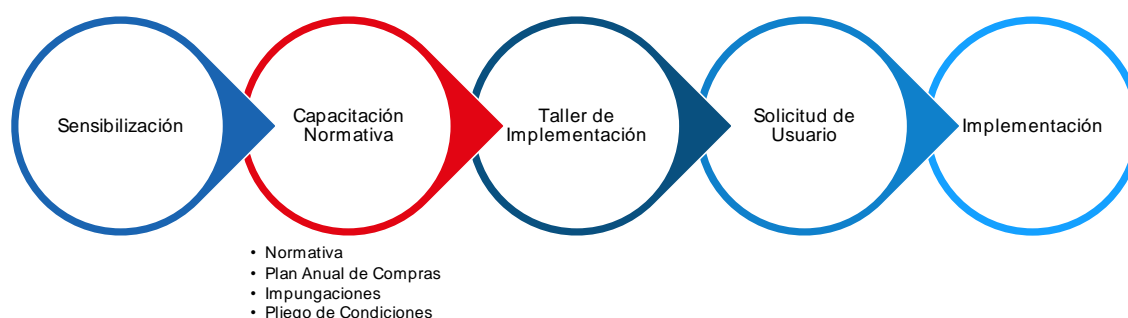 Sensibilización
Capacitación
Normativa
Taller de
Implementación
Solicitud de
Usuario
Implementación
• Normativa
• Plan Anual de Compras
• Impungaciones
• Pliego de Condiciones